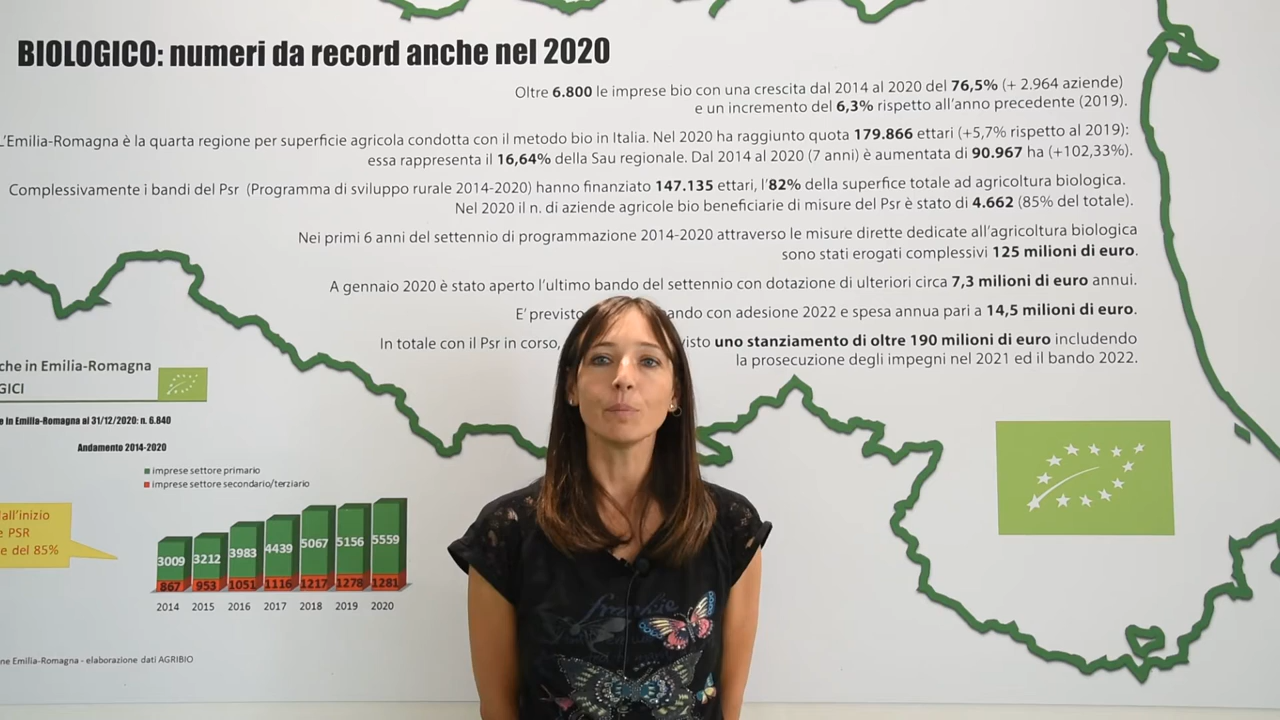 BIOLOGICO: numeri da record anche nel 2020
Oltre 6.800 le imprese bio con una crescita dal 2014 al 2020 del 76,5% (+ 2.964 aziende)
e un incremento del 6,3% rispetto all'anno precedente (2019).
L'Emilia-Romagna è la quarta regione per superficie agricola condotta con il metodo bio in Italia. Nel 2020 ha raggiunto quota 179.866 ettari (+5,7% rispetto al 2019):
essa rappresenta il 16,64% della Sau regionale. Dal 2014 al 2020 (7 anni) è aumentata di 90.967 ha (+102,33%).
Complessivamente i bandi del Psr (Programma di sviluppo rurale 2014-2020) hanno finanziato 147.135 ettari, l'82% della superfice totale ad agricoltura biologica.
Nel 2020 il n. di aziende agricole bio beneficiarie di misure del Psr è stato di 4.662 (85% del totale).
Nei primi 6 anni del settennio di programmazione 2014-2020 attraverso le misure dirette dedicate all'agricoltura biologica
sono stati erogati complessivi 125 milioni di euro.
A gennaio 2020 è stato aperto l'ultimo bando del settennio con dotazione di ulteriori circa 7,3 milioni di euro annui.
E' previsto ando con adesione 2022 e spesa annua pari a 14,5 milioni di euro.
In totale con il Psr in corso, visto uno stanziamento di oltre 190 milioni di euro includendo
la prosecuzione degli impegni nel 2021 ed il bando 2022.
che in Emilia-Romagna
GICI
e in Emilia-Romagna al 31/12/2020: n. 6.840
Andamento 2014-2020
imprese settore primario
imprese settore secondario/terziario
all'inizio
e PSR
e del 85%
3009 3212 3983 4439 5067 5156 5559
867 953 1051 1116 1217 1278 1281
2014 2015 2016 2017 2018 2019 2020
ne Emilia-Romagna - elaborazione dati AGRIBIO